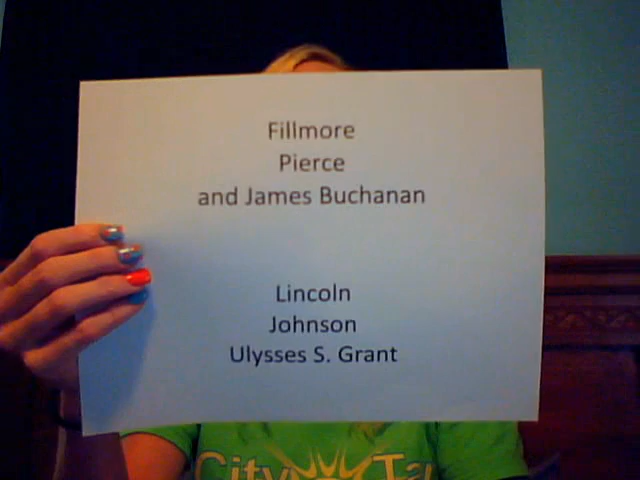 Fillmore
Pierce
and James Buchanan
Lincoln
Johnson
Ulysses S. Grant
City